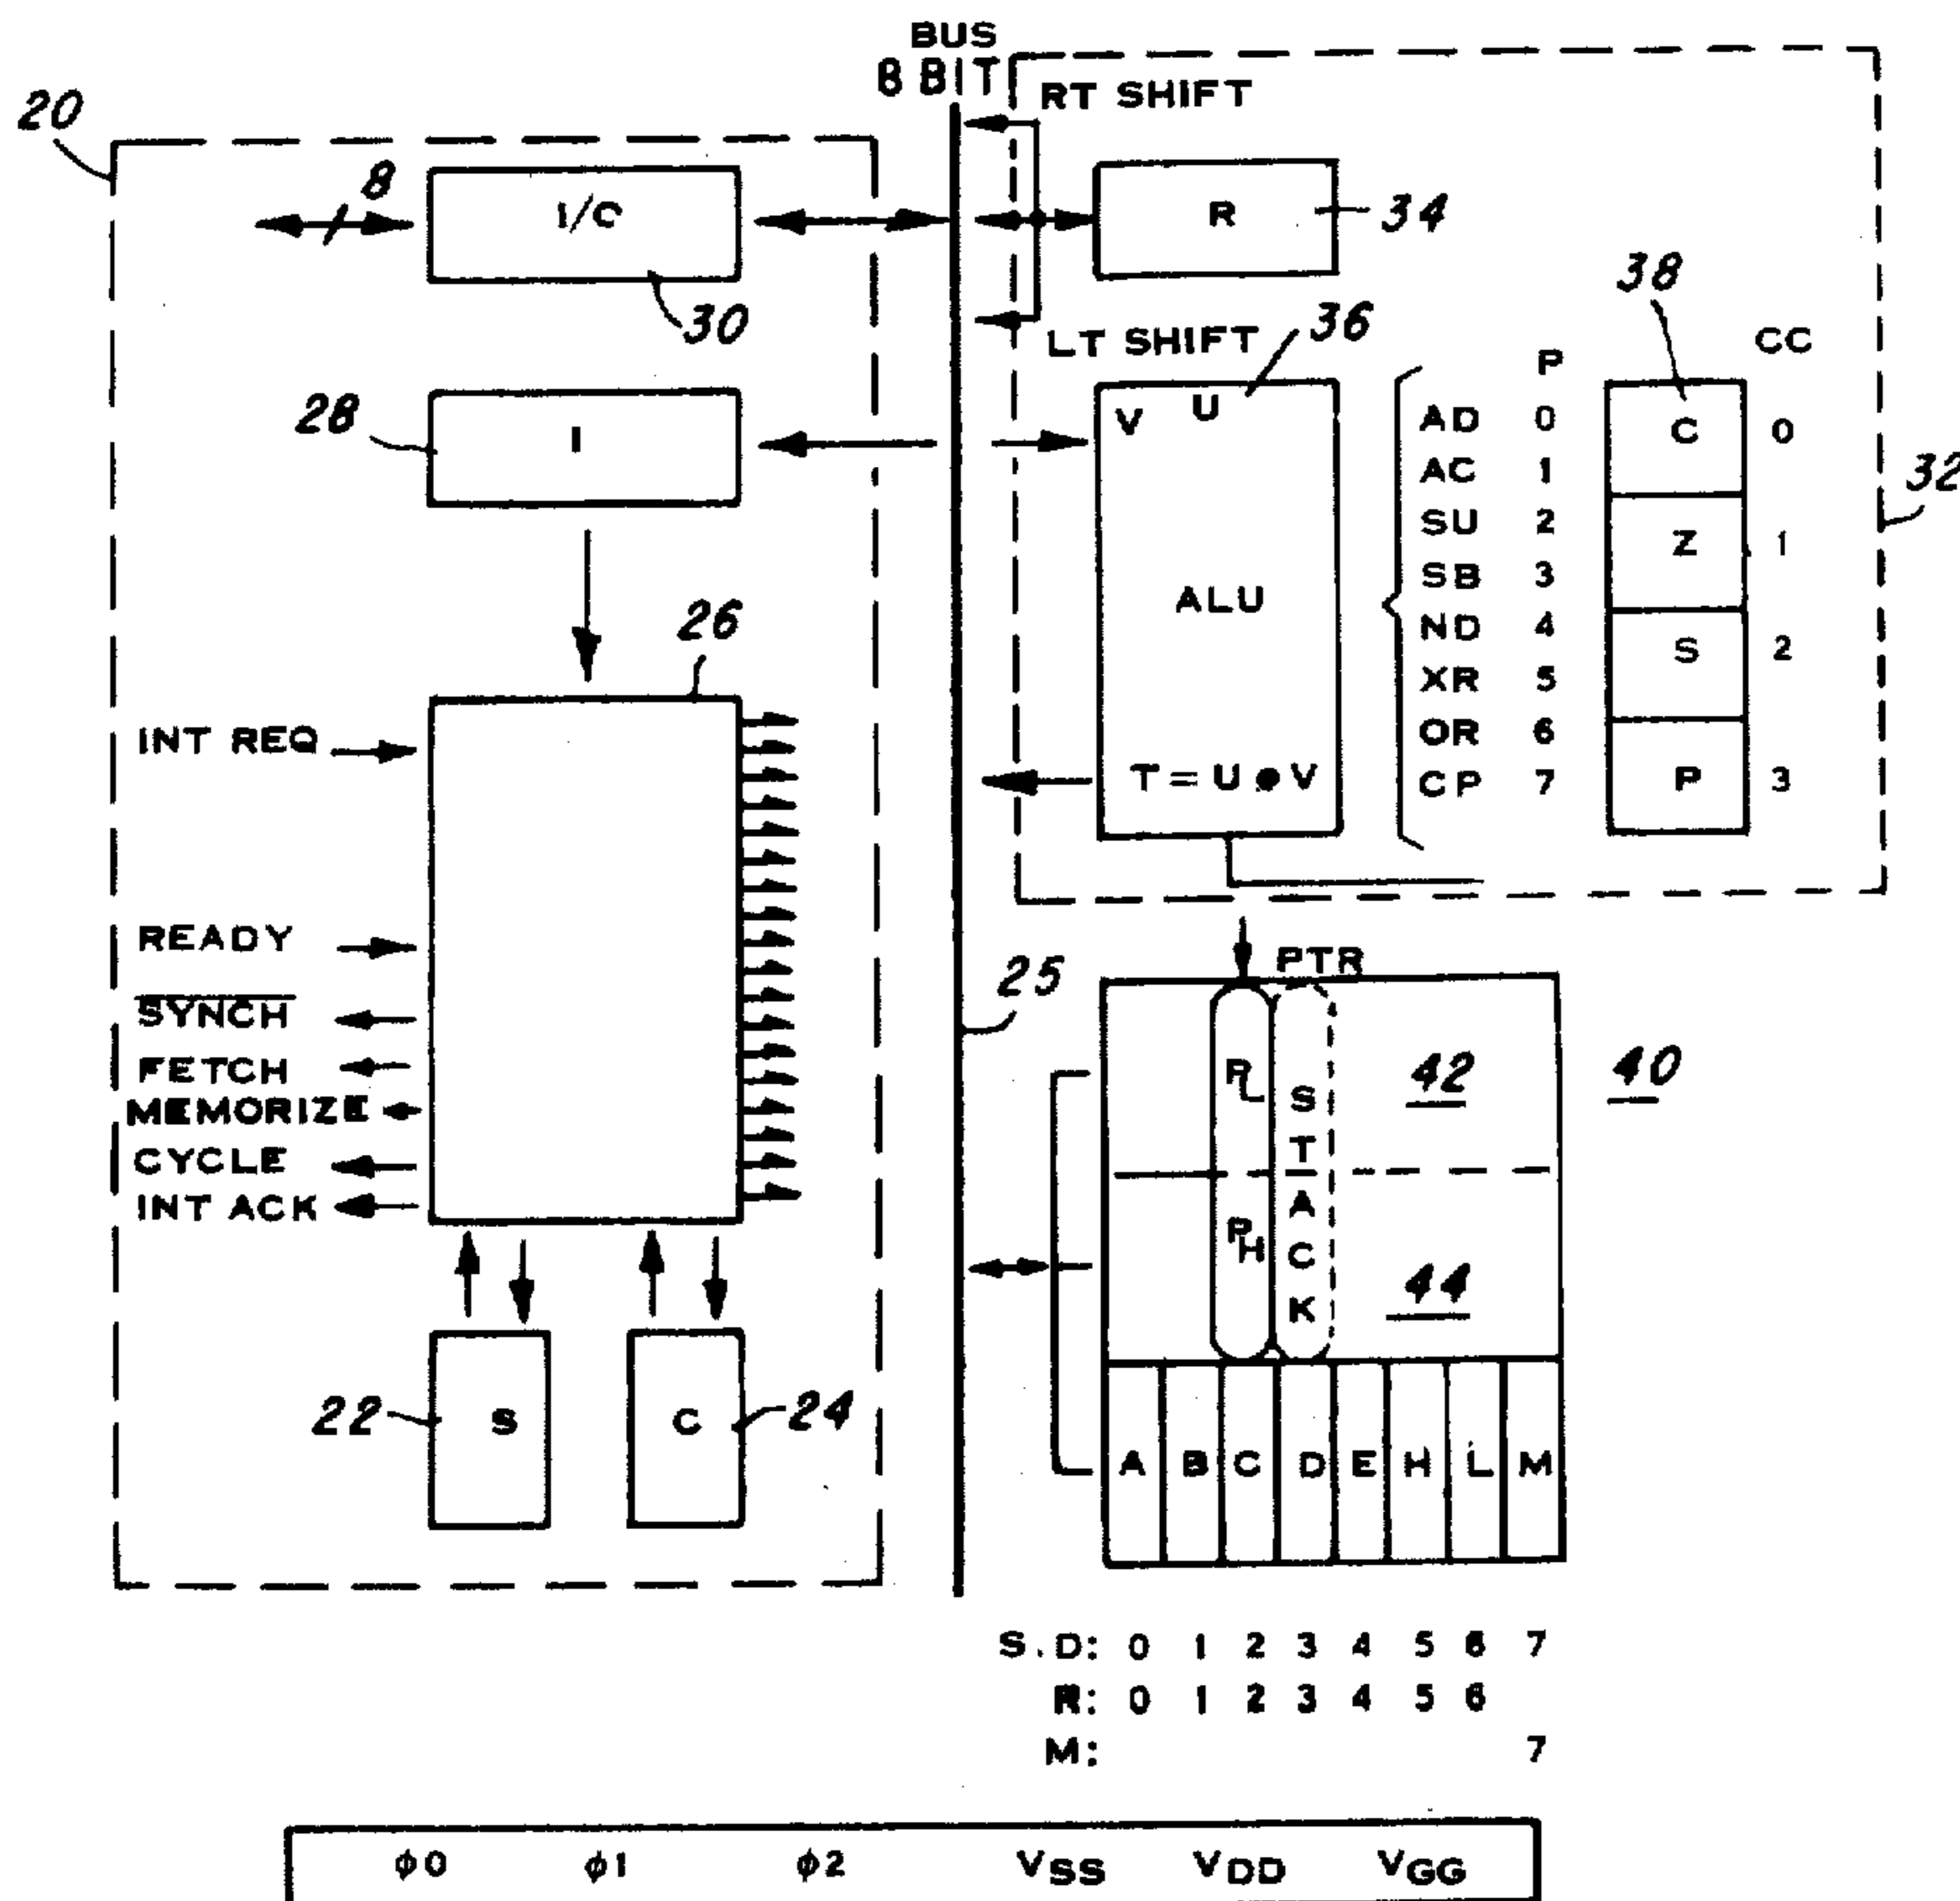 BUS
8 BIT
20
8
I/O
30
28
I
26
INT REQ
READY
SYNCH
FETCH
MEMORIZE
CYCLE
INT ACK
22
S
C
24
25
RT SHIFT
R
34
LT SHIFT
36
V U
ALU
T = U ● V
P
AD 0
AC 1
SU 2
SB 3
ND 4
XR 5
OR 6
CP 7
38
CC
C 0
Z 1
S 2
P 3
32
PTR
PL
PH
STACK
42
40
44
A B C D E H L M
S.D: 0 1 2 3 4 5 6 7
R: 0 1 2 3 4 5 6
M: 7
φ0 φ1 φ2 VSS VDD VGG